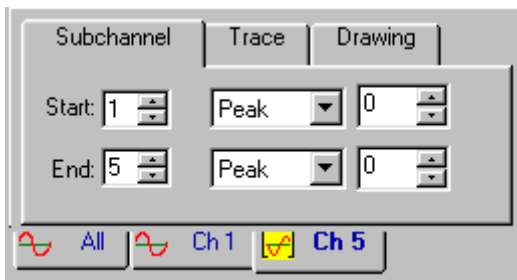 Subchannel Trace Drawing
Start: 1 Peak 0
End: 5 Peak 0
All Ch 1 Ch 5